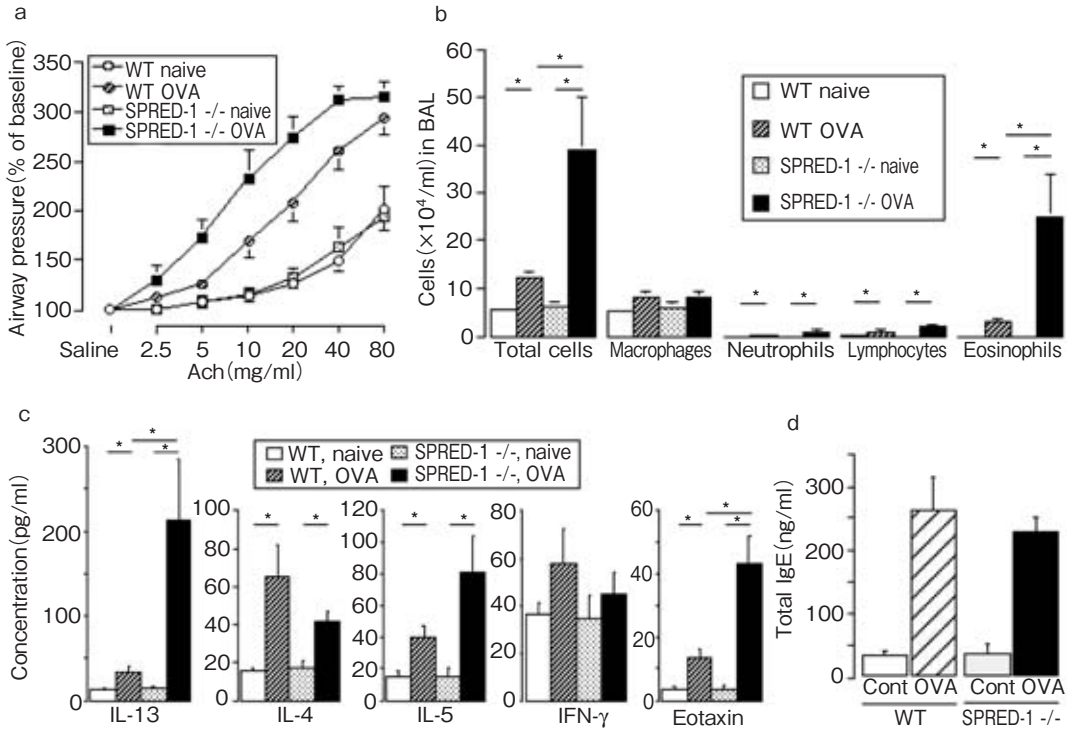 a
Airway pressure(% of baseline)
350
300
250
200
150
100
WT naive
WT OVA
SPRED-1 -/- naive
SPRED-1 -/- OVA
Saline
2.5
5
10
20
40
80
Ach(mg/ml)
b
Cells(×10⁴/ml) in BAL
60
50
40
30
20
10
0
*
*
*
WT naive
WT OVA
SPRED-1 -/- naive
SPRED-1 -/- OVA
*
*
*
*
*
*
*
Total cells
Macrophages
Neutrophils
Lymphocytes
Eosinophils
c
Concentration(pg/ml)
300
250
200
150
100
50
0
*
*
*
WT, naive
SPRED-1 -/-, naive
WT, OVA
SPRED-1 -/-, OVA
100
80
60
40
20
0
*
*
120
100
80
60
40
20
0
*
*
80
60
40
20
0
60
40
20
0
*
*
*
IL-13
IL-4
IL-5
IFN-γ
Eotaxin
d
Total IgE(ng/ml)
300
200
100
0
Cont OVA
Cont OVA
WT
SPRED-1 -/-